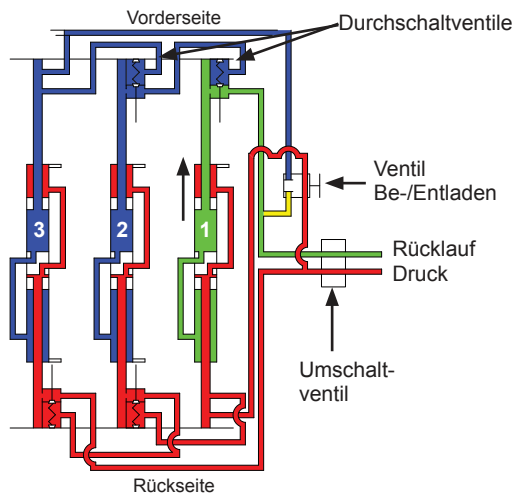 Vorderseite
Durchschaltventile
3
2
1
Ventil
Be-/Entladen
Rücklauf
Druck
Umschalt-
ventil
Rückseite